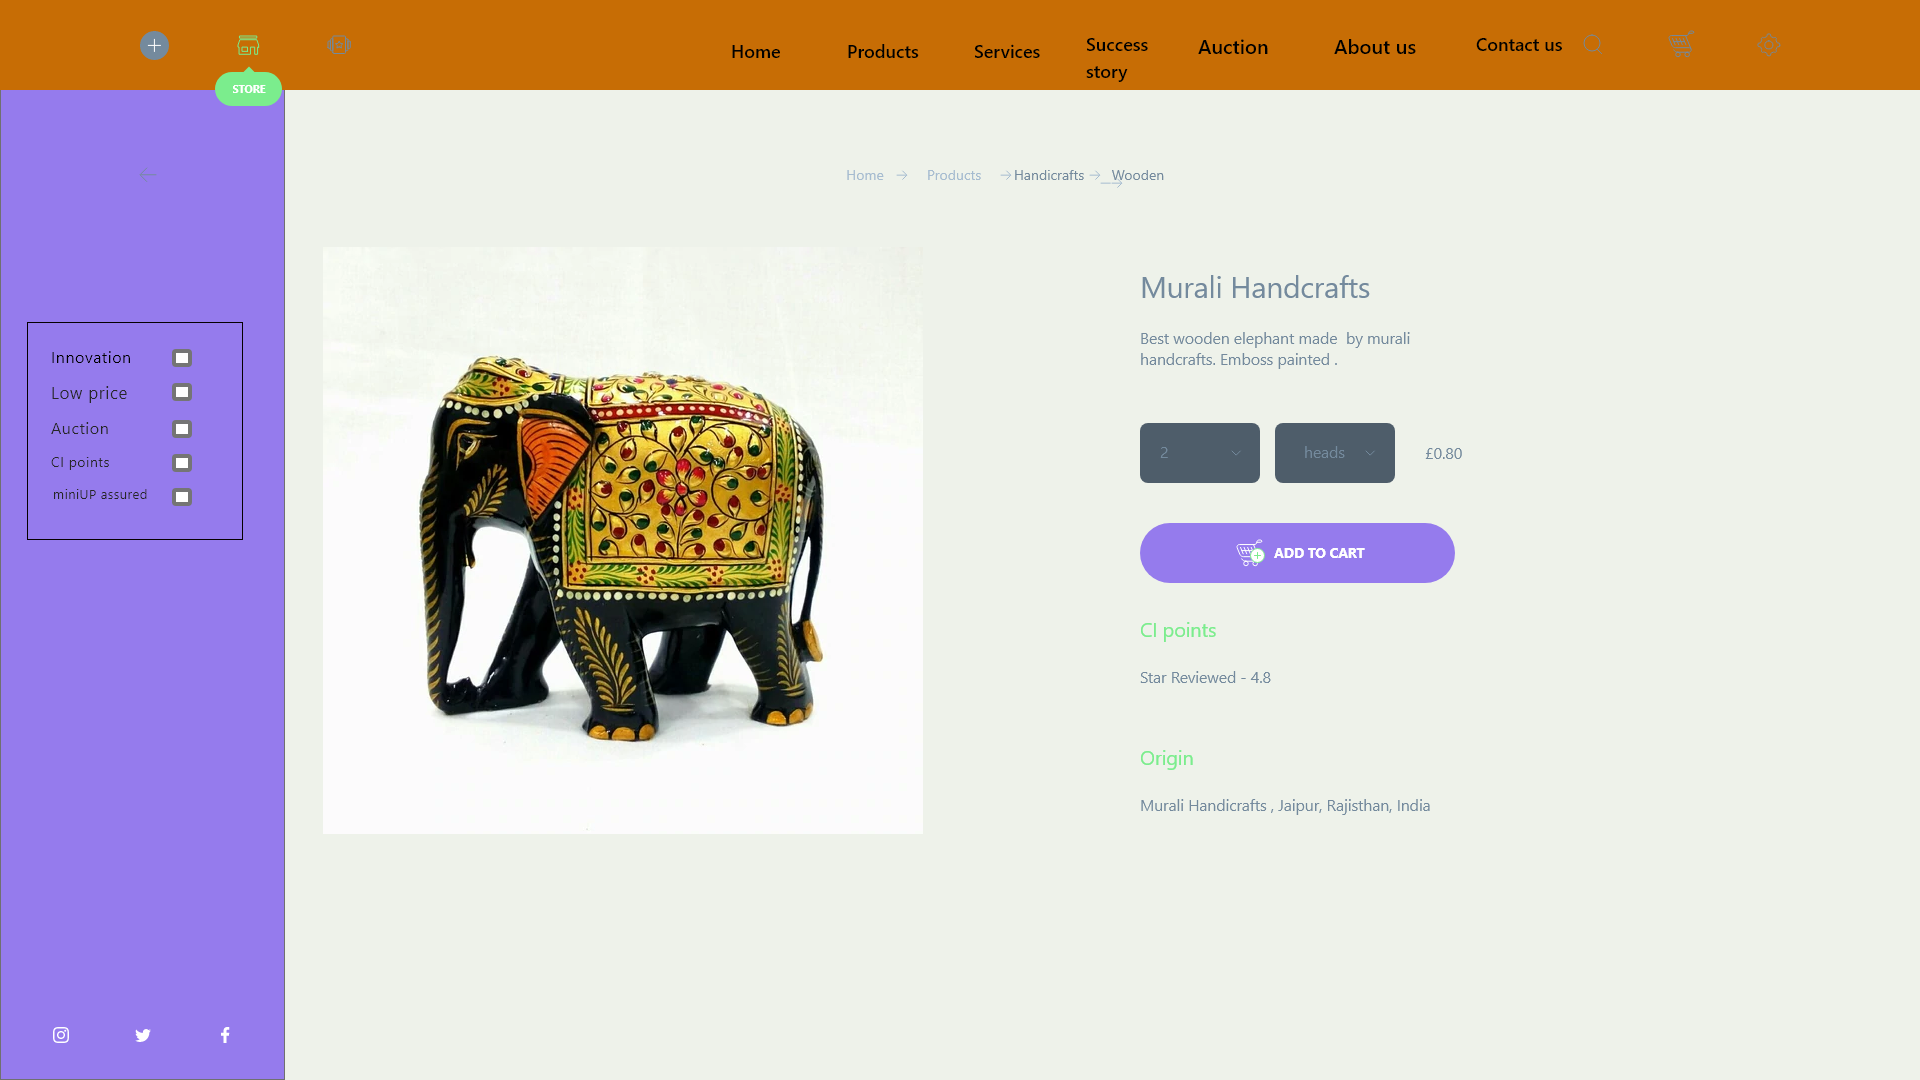 Home
Products
Services
Success
story
Auction
About us
Contact us
STORE
Home
Products
Handicrafts
Wooden
Innovation
Low price
Auction
CI points
miniUP assured
Murali Handcrafts
Best wooden elephant made  by murali
handcrafts. Emboss painted .
2
heads
£0.80
ADD TO CART
CI points
Star Reviewed - 4.8
Origin
Murali Handicrafts , Jaipur, Rajisthan, India